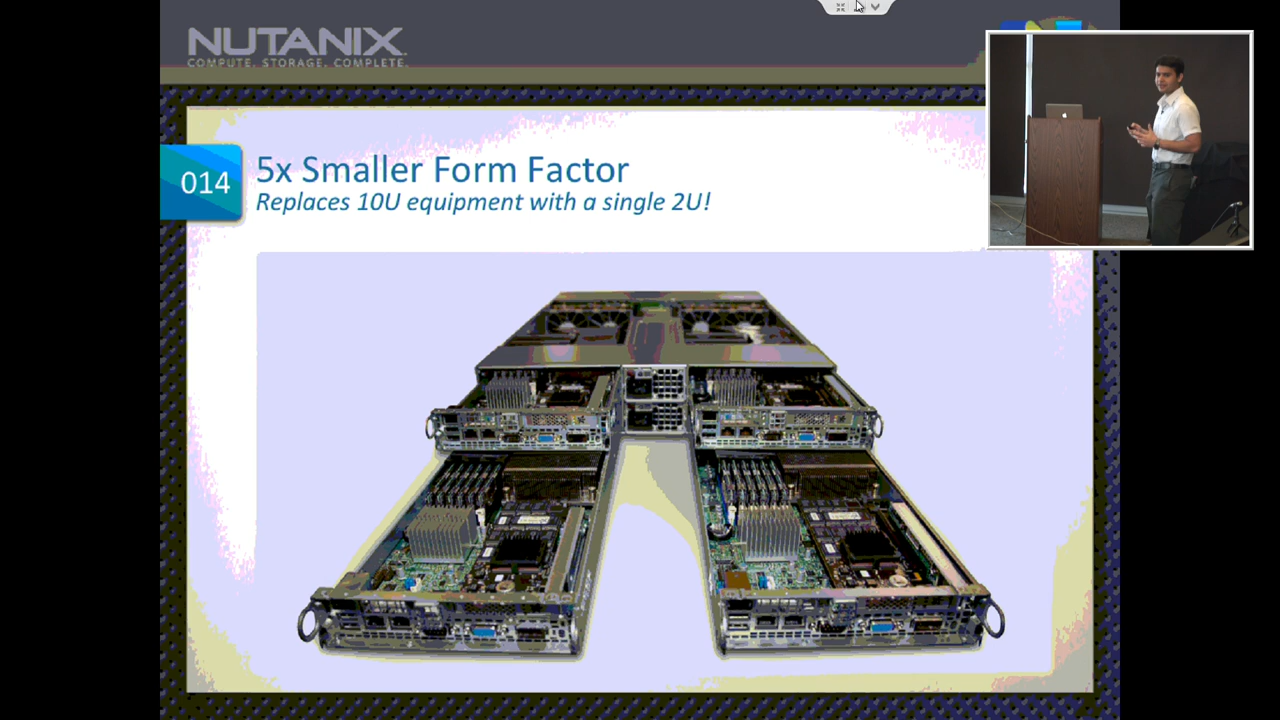 NUTANIX
COMPUTE. STORAGE. COMPLETE.
014
5x Smaller Form Factor
Replaces 10U equipment with a single 2U!